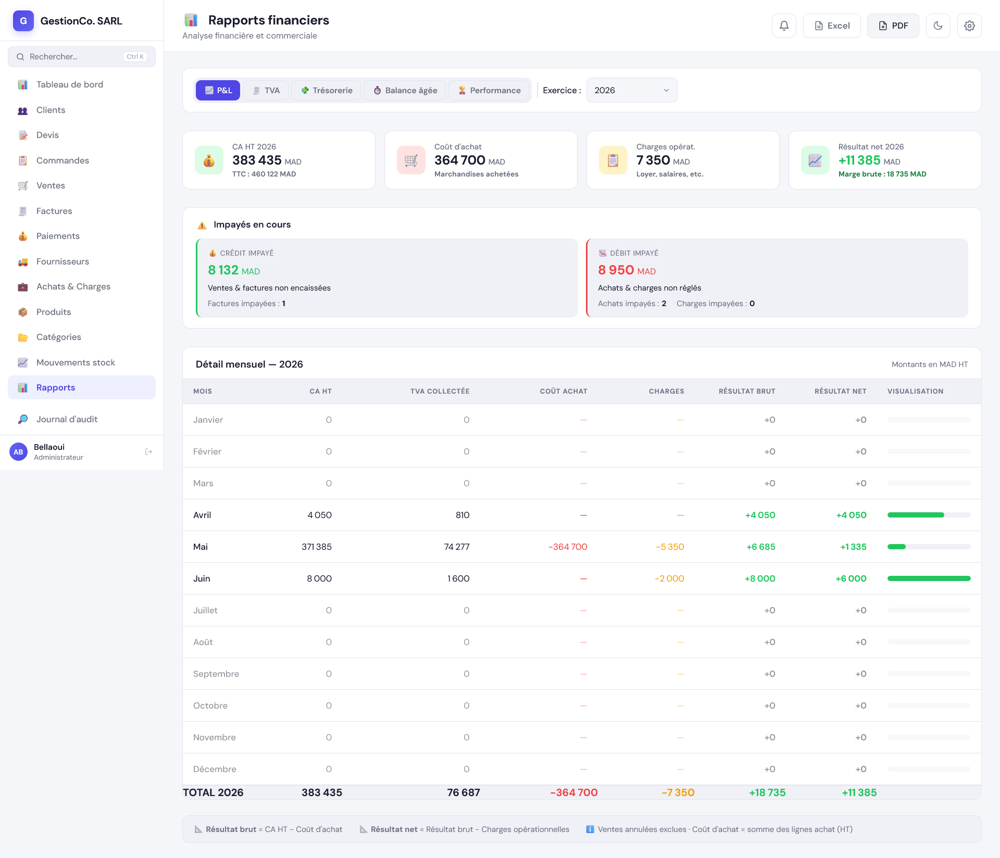 G GestionCo. SARL
Rechercher... Ctrl K
Tableau de bord
Clients
Devis
Commandes
Ventes
Factures
Paiements
Fournisseurs
Achats & Charges
Produits
Catégories
Mouvements stock
Rapports
Journal d'audit
AB Bellaoui
Administrateur
Rapports financiers
Analyse financière et commerciale
Excel PDF
P&L TVA Trésorerie Balance âgée Performance Exercice : 2026
CA HT 2026
383 435 MAD
TTC : 460 122 MAD
Coût d'achat
364 700 MAD
Marchandises achetées
Charges opérat.
7 350 MAD
Loyer, salaires, etc.
Résultat net 2026
+11 385 MAD
Marge brute : 18 735 MAD
Impayés en cours
CRÉDIT IMPAYÉ
8 132 MAD
Ventes & factures non encaissées
Factures impayées : 1
DÉBIT IMPAYÉ
8 950 MAD
Achats & charges non réglés
Achats impayés : 2 Charges impayées : 0
Détail mensuel — 2026 Montants en MAD HT
MOIS CA HT TVA COLLECTÉE COÛT ACHAT CHARGES RÉSULTAT BRUT RÉSULTAT NET VISUALISATION
Janvier 0 0 — — +0 +0
Février 0 0 — — +0 +0
Mars 0 0 — — +0 +0
Avril 4 050 810 — — +4 050 +4 050
Mai 371 385 74 277 -364 700 -5 350 +6 685 +1 335
Juin 8 000 1 600 — -2 000 +8 000 +6 000
Juillet 0 0 — — +0 +0
Août 0 0 — — +0 +0
Septembre 0 0 — — +0 +0
Octobre 0 0 — — +0 +0
Novembre 0 0 — — +0 +0
Décembre 0 0 — — +0 +0
TOTAL 2026 383 435 76 687 -364 700 -7 350 +18 735 +11 385
Résultat brut = CA HT - Coût d'achat Résultat net = Résultat brut - Charges opérationnelles Ventes annulées exclues · Coût d'achat = somme des lignes achat (HT)